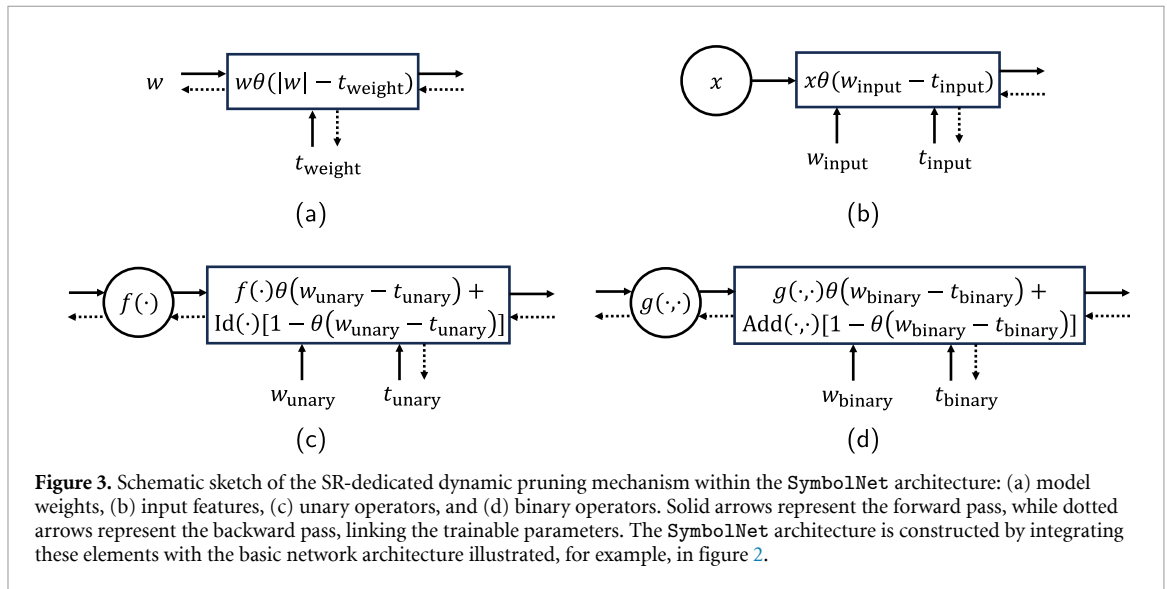 w
wθ(|w| − t_weight)
t_weight
(a)
x
xθ(w_input − t_input)
w_input
t_input
(b)
f(·)
f(·)θ(w_unary − t_unary) +
Id(·)[1 − θ(w_unary − t_unary)]
w_unary
t_unary
(c)
g(·,·)
g(·,·)θ(w_binary − t_binary) +
Add(·,·)[1 − θ(w_binary − t_binary)]
w_binary
t_binary
(d)
Figure 3. Schematic sketch of the SR-dedicated dynamic pruning mechanism within the SymbolNet architecture: (a) model
weights, (b) input features, (c) unary operators, and (d) binary operators. Solid arrows represent the forward pass, while dotted
arrows represent the backward pass, linking the trainable parameters. The SymbolNet architecture is constructed by integrating
these elements with the basic network architecture illustrated, for example, in figure 2.